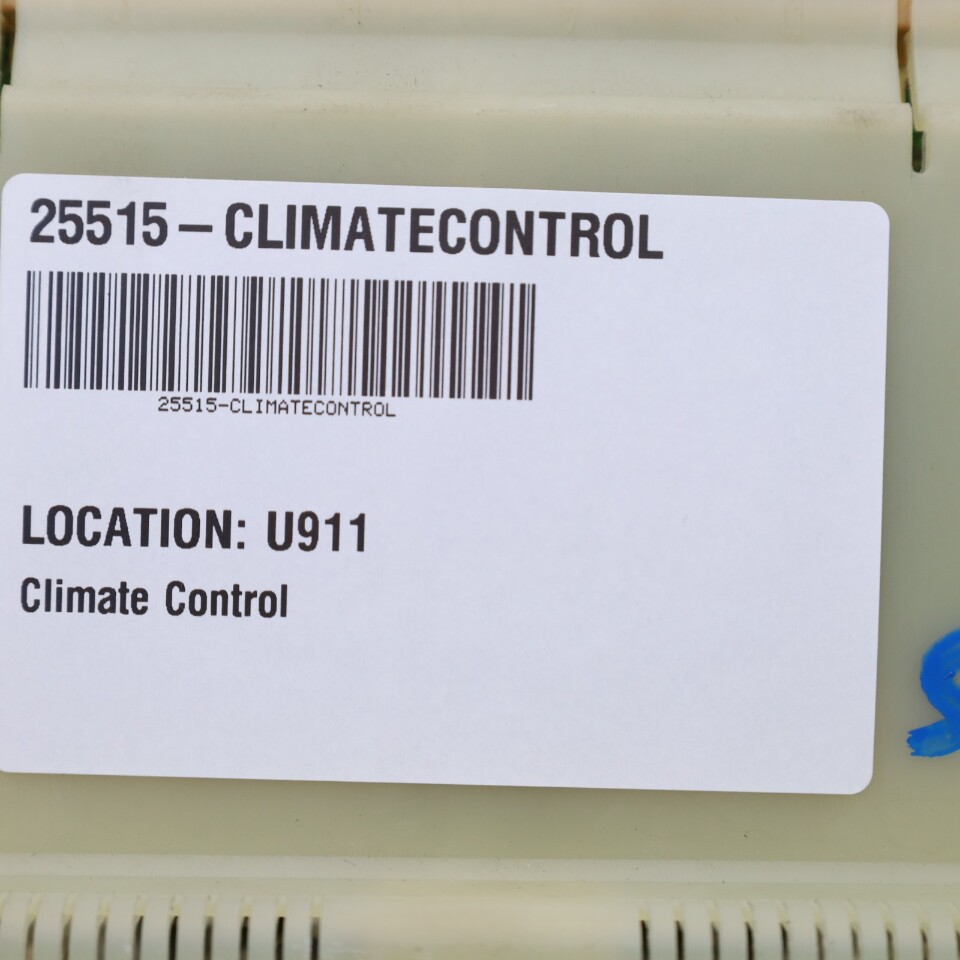 25515-CLIMATECONTROL
25515-CLIMATECONTROL
LOCATION: U911
Climate Control